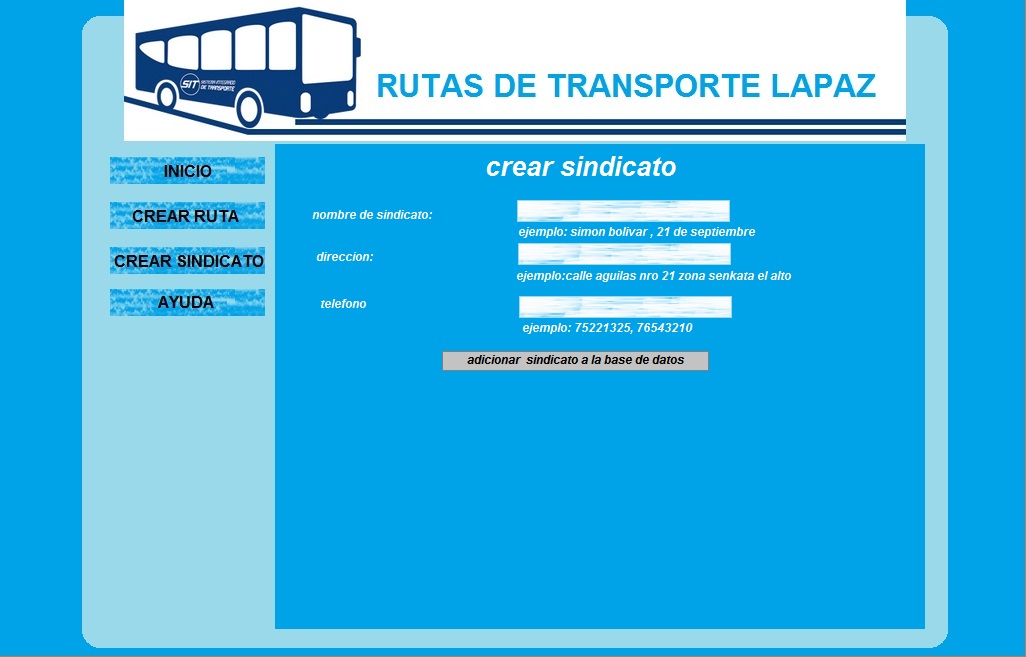 SIT SISTEMA INTEGRADO
DE TRANSPORTE
RUTAS DE TRANSPORTE LAPAZ
INICIO
CREAR RUTA
CREAR SINDICATO
AYUDA
crear sindicato
nombre de sindicato:
ejemplo: simon bolivar , 21 de septiembre
direccion:
ejemplo:calle aguilas nro 21 zona senkata el alto
telefono
ejemplo: 75221325, 76543210
adicionar sindicato a la base de datos